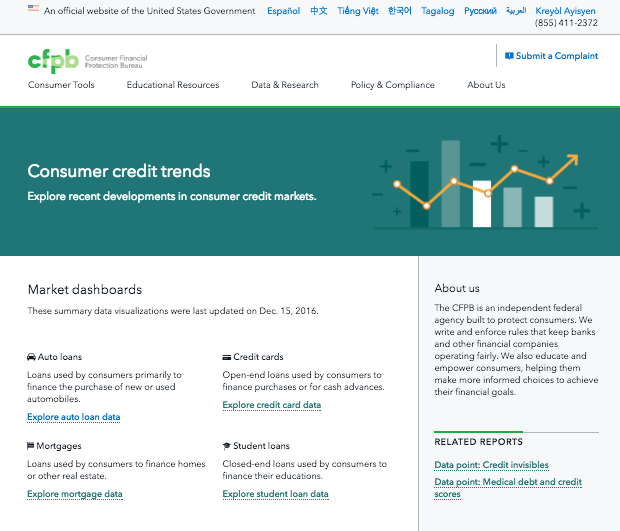 An official website of the United States Government Español 中文 Tiếng Việt 한국어 Tagalog Русский العربية Kreyòl Ayisyen
(855) 411-2372
cfpb Consumer Financial
Protection Bureau
Submit a Complaint
Consumer Tools Educational Resources Data & Research Policy & Compliance About Us
Consumer credit trends
Explore recent developments in consumer credit markets.
Market dashboards
These summary data visualizations were last updated on Dec. 15, 2016.
Auto loans
Loans used by consumers primarily to
finance the purchase of new or used
automobiles.
Explore auto loan data
Credit cards
Open-end loans used by consumers to
finance purchases or for cash advances.
Explore credit card data
Mortgages
Loans used by consumers to finance homes
or other real estate.
Explore mortgage data
Student loans
Closed-end loans used by consumers to
finance their educations.
Explore student loan data
About us
The CFPB is an independent federal
agency built to protect consumers. We
write and enforce rules that keep banks
and other financial companies
operating fairly. We also educate and
empower consumers, helping them
make more informed choices to achieve
their financial goals.
RELATED REPORTS
Data point: Credit invisibles
Data point: Medical debt and credit
scores